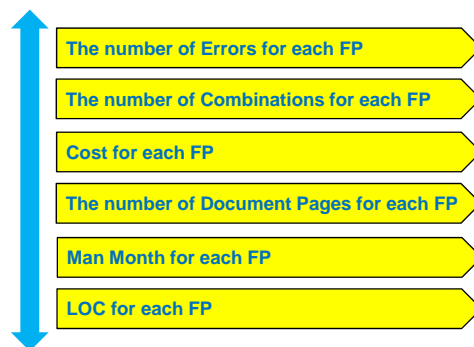 The number of Errors for each FP
The number of Combinations for each FP
Cost for each FP
The number of Document Pages for each FP
Man Month for each FP
LOC for each FP